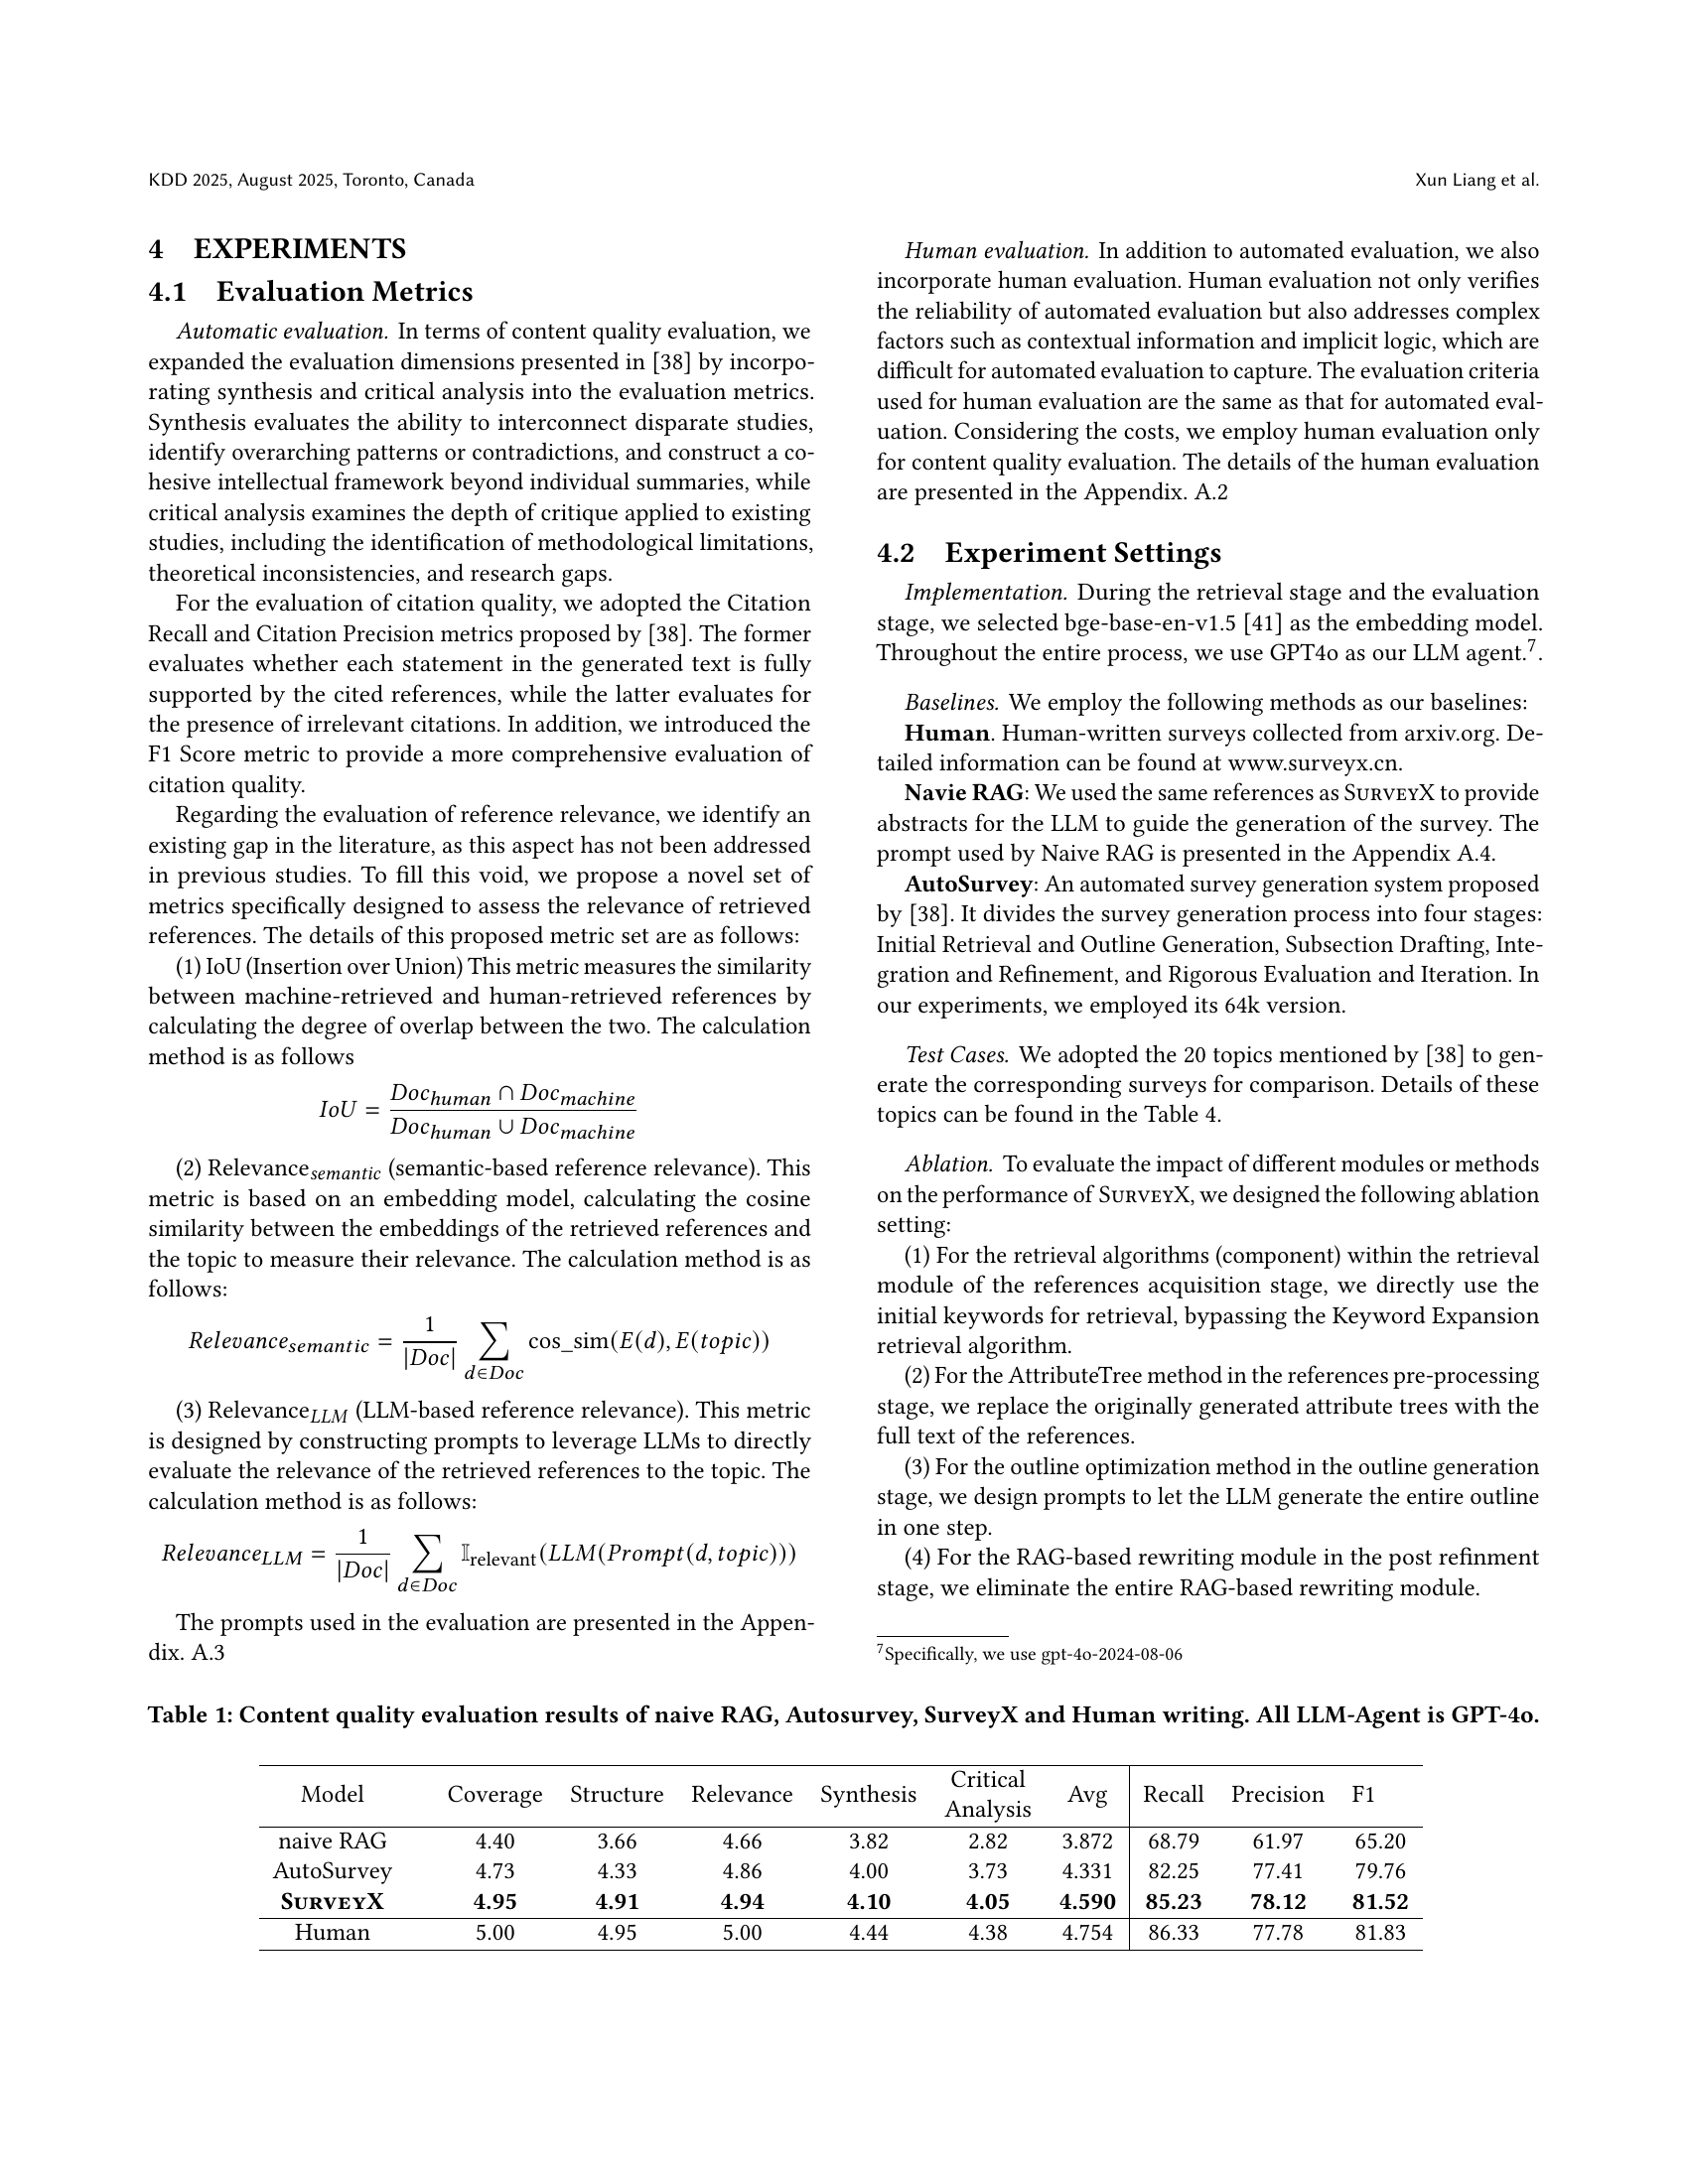 KDD 2025, August 2025, Toronto, Canada
Xun Liang et al.
4 EXPERIMENTS
4.1 Evaluation Metrics
Automatic evaluation. In terms of content quality evaluation, we
expanded the evaluation dimensions presented in [38] by incorpo-
rating synthesis and critical analysis into the evaluation metrics.
Synthesis evaluates the ability to interconnect disparate studies,
identify overarching patterns or contradictions, and construct a co-
hesive intellectual framework beyond individual summaries, while
critical analysis examines the depth of critique applied to existing
studies, including the identification of methodological limitations,
theoretical inconsistencies, and research gaps.
For the evaluation of citation quality, we adopted the Citation
Recall and Citation Precision metrics proposed by [38]. The former
evaluates whether each statement in the generated text is fully
supported by the cited references, while the latter evaluates for
the presence of irrelevant citations. In addition, we introduced the
F1 Score metric to provide a more comprehensive evaluation of
citation quality.
Regarding the evaluation of reference relevance, we identify an
existing gap in the literature, as this aspect has not been addressed
in previous studies. To fill this void, we propose a novel set of
metrics specifically designed to assess the relevance of retrieved
references. The details of this proposed metric set are as follows:
(1) IoU (Insertion over Union) This metric measures the similarity
between machine-retrieved and human-retrieved references by
calculating the degree of overlap between the two. The calculation
method is as follows
IoU = Doc_human ∩ Doc_machine / Doc_human ∪ Doc_machine
(2) Relevance_semantic (semantic-based reference relevance). This
metric is based on an embedding model, calculating the cosine
similarity between the embeddings of the retrieved references and
the topic to measure their relevance. The calculation method is as
follows:
Relevance_semantic = 1/|Doc| ∑_{d∈Doc} cos_sim(E(d), E(topic))
(3) Relevance_LLM (LLM-based reference relevance). This metric
is designed by constructing prompts to leverage LLMs to directly
evaluate the relevance of the retrieved references to the topic. The
calculation method is as follows:
Relevance_LLM = 1/|Doc| ∑_{d∈Doc} 𝕀_relevant(LLM(Prompt(d, topic)))
The prompts used in the evaluation are presented in the Appen-
dix. A.3
Human evaluation. In addition to automated evaluation, we also
incorporate human evaluation. Human evaluation not only verifies
the reliability of automated evaluation but also addresses complex
factors such as contextual information and implicit logic, which are
difficult for automated evaluation to capture. The evaluation criteria
used for human evaluation are the same as that for automated eval-
uation. Considering the costs, we employ human evaluation only
for content quality evaluation. The details of the human evaluation
are presented in the Appendix. A.2
4.2 Experiment Settings
Implementation. During the retrieval stage and the evaluation
stage, we selected bge-base-en-v1.5 [41] as the embedding model.
Throughout the entire process, we use GPT4o as our LLM agent.⁷.
Baselines. We employ the following methods as our baselines:
Human. Human-written surveys collected from arxiv.org. De-
tailed information can be found at www.surveyx.cn.
Navie RAG: We used the same references as SurveyX to provide
abstracts for the LLM to guide the generation of the survey. The
prompt used by Naive RAG is presented in the Appendix A.4.
AutoSurvey: An automated survey generation system proposed
by [38]. It divides the survey generation process into four stages:
Initial Retrieval and Outline Generation, Subsection Drafting, Inte-
gration and Refinement, and Rigorous Evaluation and Iteration. In
our experiments, we employed its 64k version.
Test Cases. We adopted the 20 topics mentioned by [38] to gen-
erate the corresponding surveys for comparison. Details of these
topics can be found in the Table 4.
Ablation. To evaluate the impact of different modules or methods
on the performance of SurveyX, we designed the following ablation
setting:
(1) For the retrieval algorithms (component) within the retrieval
module of the references acquisition stage, we directly use the
initial keywords for retrieval, bypassing the Keyword Expansion
retrieval algorithm.
(2) For the AttributeTree method in the references pre-processing
stage, we replace the originally generated attribute trees with the
full text of the references.
(3) For the outline optimization method in the outline generation
stage, we design prompts to let the LLM generate the entire outline
in one step.
(4) For the RAG-based rewriting module in the post refinment
stage, we eliminate the entire RAG-based rewriting module.
⁷Specifically, we use gpt-4o-2024-08-06
Table 1: Content quality evaluation results of naive RAG, Autosurvey, SurveyX and Human writing. All LLM-Agent is GPT-4o.
Model Coverage Structure Relevance Synthesis Critical Analysis Avg Recall Precision F1
naive RAG 4.40 3.66 4.66 3.82 2.82 3.872 68.79 61.97 65.20
AutoSurvey 4.73 4.33 4.86 4.00 3.73 4.331 82.25 77.41 79.76
SurveyX 4.95 4.91 4.94 4.10 4.05 4.590 85.23 78.12 81.52
Human 5.00 4.95 5.00 4.44 4.38 4.754 86.33 77.78 81.83